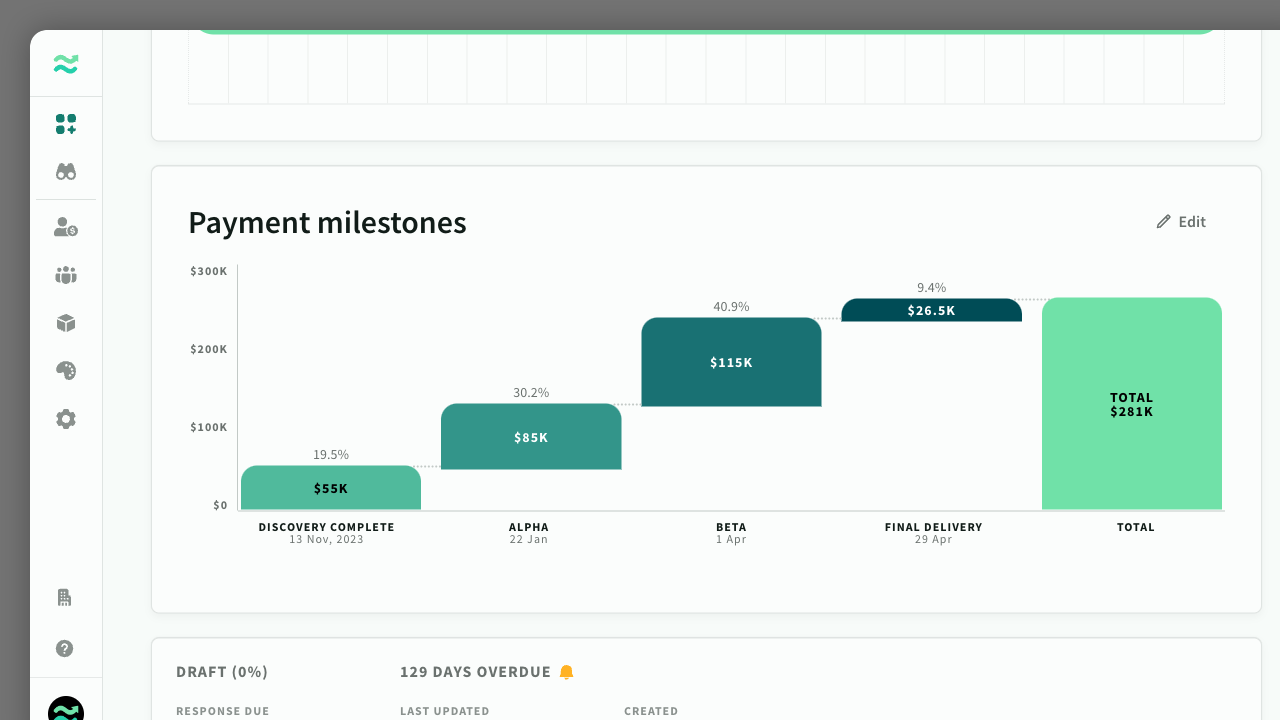 Payment milestones
Edit
$300K
$200K
$100K
$0
19.5%
$55K
30.2%
$85K
40.9%
$115K
9.4%
$26.5K
TOTAL
$281K
DISCOVERY COMPLETE
13 Nov, 2023
ALPHA
22 Jan
BETA
1 Apr
FINAL DELIVERY
29 Apr
TOTAL
DRAFT (0%)
129 DAYS OVERDUE
RESPONSE DUE
LAST UPDATED
CREATED